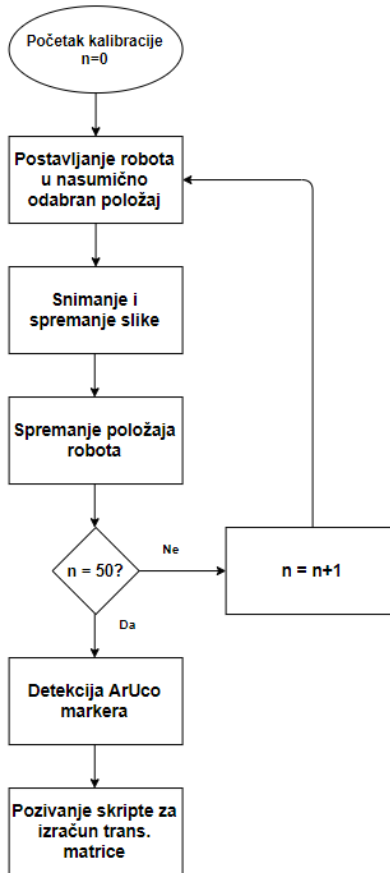 Početak kalibracije
n=0
Postavljanje robota
u nasumično
odabran položaj
Snimanje i
spremanje slike
Spremanje položaja
robota
n = 50?
Ne
n = n+1
Da
Detekcija ArUco
markera
Pozivanje skripte za
izračun trans.
matrice